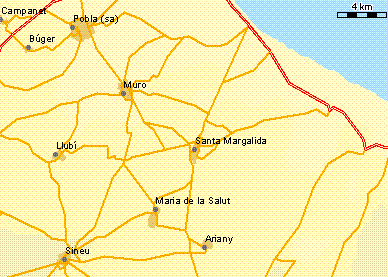 4 km
Campanet
Pobla (sa)
Búger
Muro
Santa Margalida
Llubí
Maria de la Salut
Ariany
Sineu